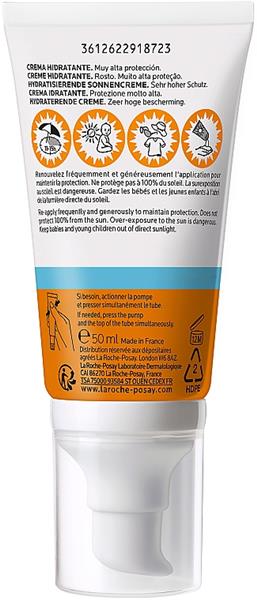 3612622918723
CREMA HIDRATANTE. Muy alta protección.
CREME HIDRATANTE. Rosto. Muito alta proteção.
HYDRATISIERENDE SONNENCREME. Sehr hoher Schutz.
CREMA IDRATANTE. Protezione molto alta.
HYDRATERENDE CREME. Zeer hoge bescherming.
11-15h
Renouvelez fréquemment et généreusement l'application pour
maintenir la protection. Ne protège pas à 100% du soleil. La surexposition
au soleil est dangereuse. Gardez les bébés et les jeunes enfants à l'abri
de la lumière directe du soleil.
Re-apply frequently and generously to maintain protection. Does not
protect 100% from the sun. Over-exposure to the sun is dangerous.
Keep babies and young children out of direct sunlight.
Si besoin, actionner la pompe
et presser simultanément le tube.
If needed, press the pump
and the top of the tube simultaneously.
℮50 ml Made in France
12M
Distribution réservée aux dépositaires
agréés La Roche-Posay. London W6 8AZ.
La Roche-Posay Laboratoire Dermatologique
CAI 86270 La Roche-Posay, France
TSA 75000 93584 ST OUEN CEDEX FR
www.laroche-posay.com
2
HDPE